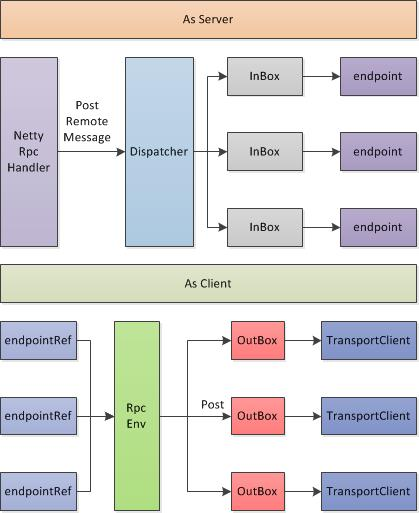 As Server
Netty
Rpc
Handler
Post
Remote
Message
Dispatcher
InBox
endpoint
InBox
endpoint
InBox
endpoint
As Client
endpointRef
endpointRef
endpointRef
Rpc
Env
Post
OutBox
TransportClient
OutBox
TransportClient
OutBox
TransportClient